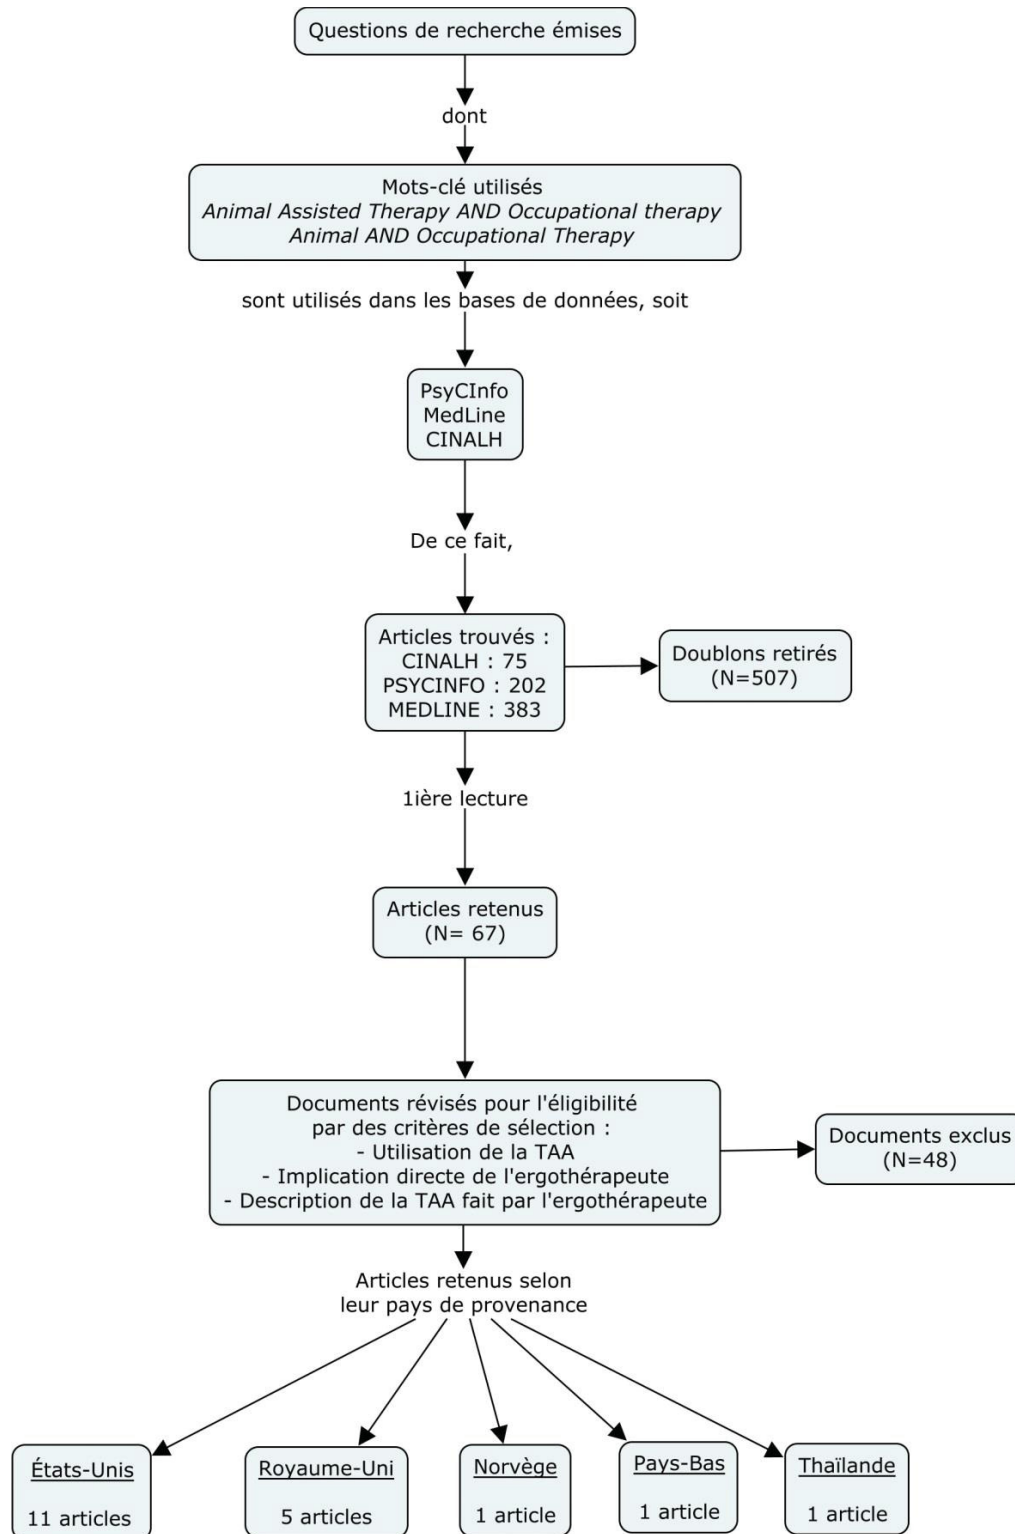 Questions de recherche émises
dont
Mots-clé utilisés
Animal Assisted Therapy AND Occupational therapy
Animal AND Occupational Therapy
sont utilisés dans les bases de données, soit
PsyCInfo
MedLine
CINALH
De ce fait,
Articles trouvés :
CINALH : 75
PSYCINFO : 202
MEDLINE : 383
Doublons retirés
(N=507)
1ière lecture
Articles retenus
(N= 67)
Documents révisés pour l'éligibilité
par des critères de sélection :
- Utilisation de la TAA
- Implication directe de l'ergothérapeute
- Description de la TAA fait par l'ergothérapeute
Documents exclus
(N=48)
Articles retenus selon
leur pays de provenance
États-Unis
11 articles
Royaume-Uni
5 articles
Norvège
1 article
Pays-Bas
1 article
Thaïlande
1 article